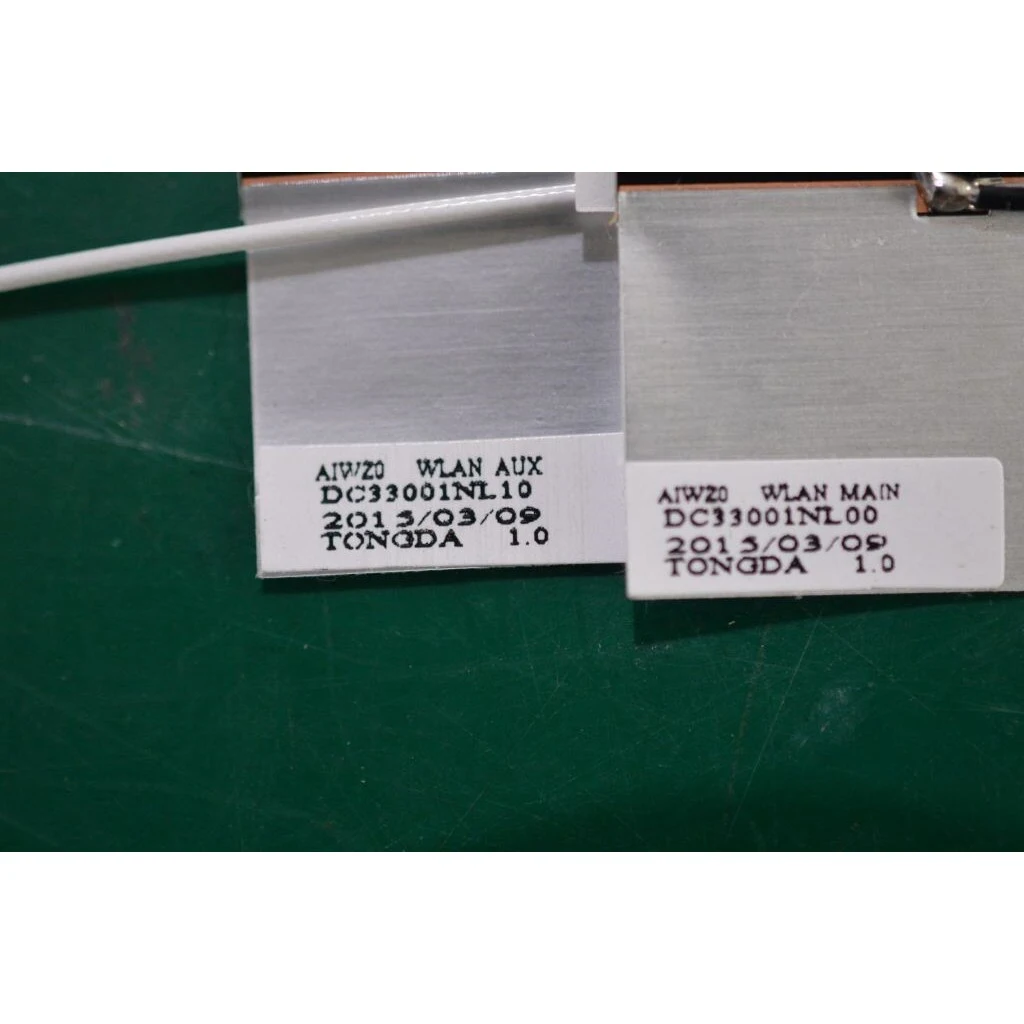 AIWZ0 WLAN AUX
DC33001NL10
2015/03/09
TONGDA 1.0
AIWZ0 WLAN MAIN
DC33001NL00
2015/03/09
TONGDA 1.0